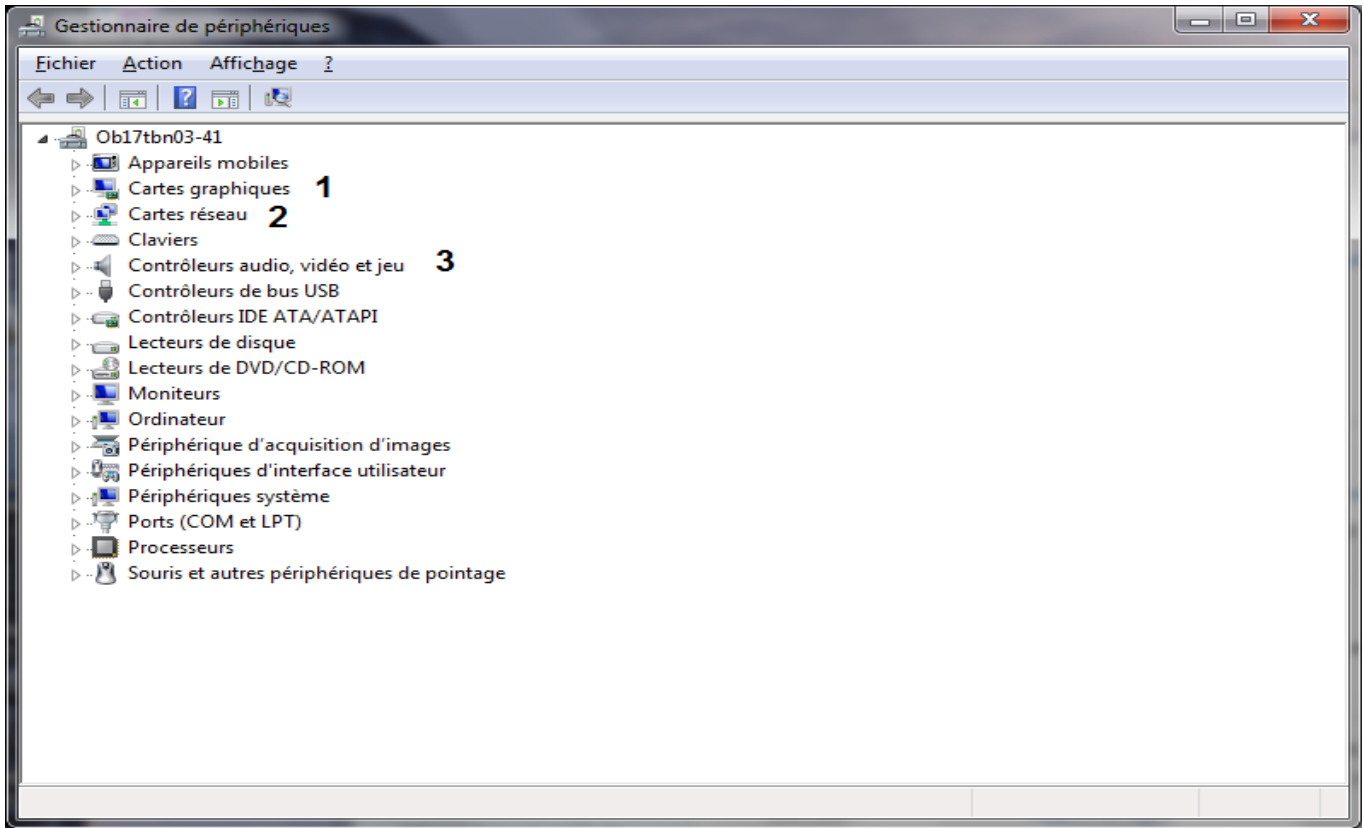 Gestionnaire de périphériques
Fichier Action Affichage ?
Ob17tbn03-41
Appareils mobiles
Cartes graphiques 1
Cartes réseau 2
Claviers
Contrôleurs audio, vidéo et jeu 3
Contrôleurs de bus USB
Contrôleurs IDE ATA/ATAPI
Lecteurs de disque
Lecteurs de DVD/CD-ROM
Moniteurs
Ordinateur
Périphérique d'acquisition d'images
Périphériques d'interface utilisateur
Périphériques système
Ports (COM et LPT)
Processeurs
Souris et autres périphériques de pointage